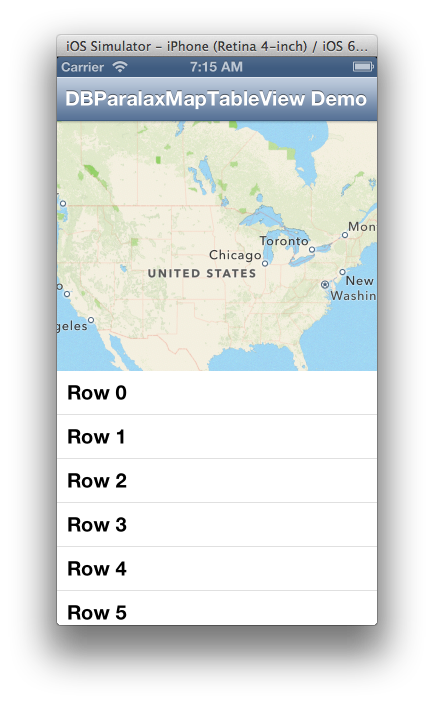 iOS Simulator – iPhone (Retina 4-inch) / iOS 6...
Carrier 7:15 AM
DBParalaxMapTableView Demo
Mon
Toronto
Chicago
UNITED STATES
New
Washin
geles
Row 0
Row 1
Row 2
Row 3
Row 4
Row 5